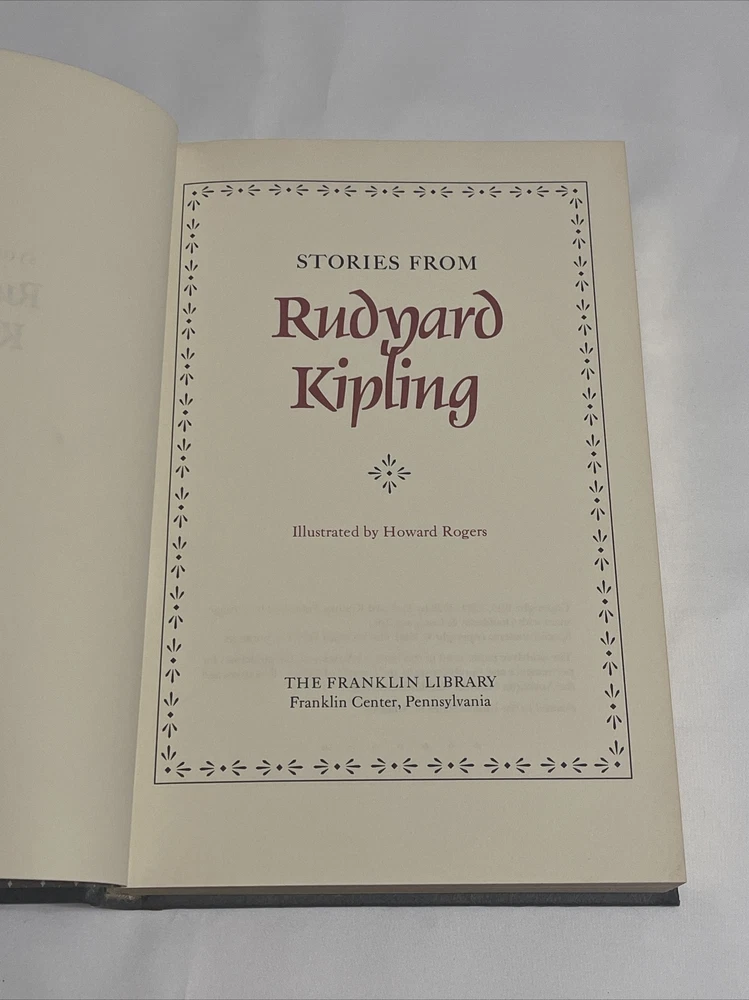 STORIES FROM
Rudyard
Kipling
Illustrated by Howard Rogers
THE FRANKLIN LIBRARY
Franklin Center, Pennsylvania